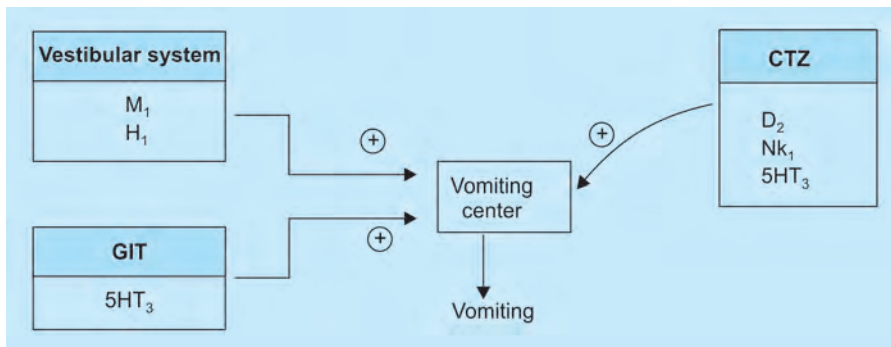 Vestibular system
M₁
H₁
+
GIT
5HT₃
+
Vomiting
center
Vomiting
+
CTZ
D₂
Nk₁
5HT₃